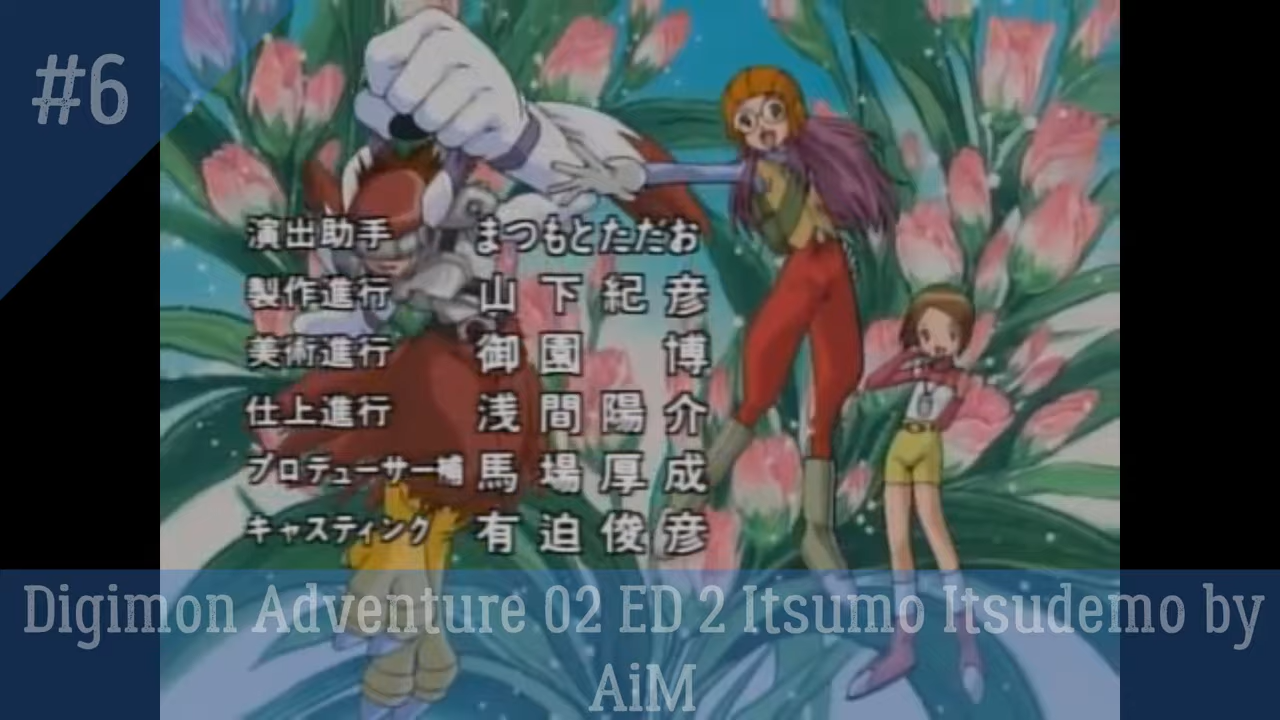 #6
演出助手 まつもとただお
製作進行 山下紀彦
美術進行 御園 博
仕上進行 浅間陽介
プロデューサー補 馬場厚成
キャスティング 有迫俊彦
Digimon Adventure 02 ED 2 Itsumo Itsudemo by
AiM